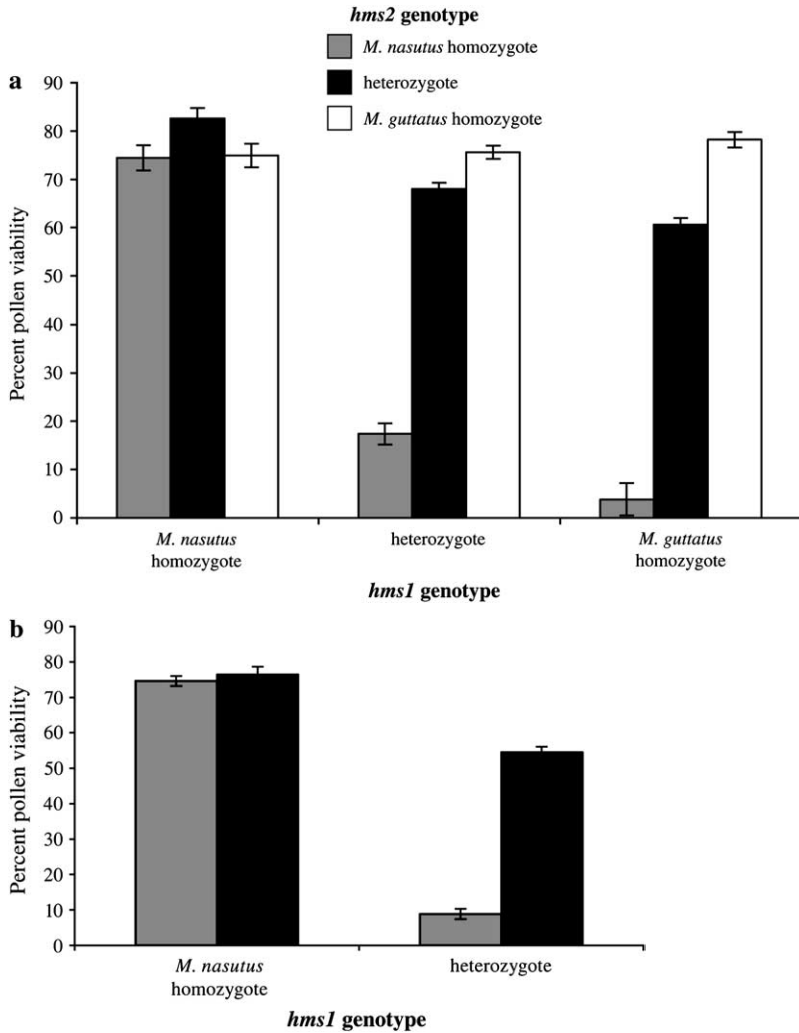 hms2 genotype
M. nasutus homozygote
heterozygote
M. guttatus homozygote
a
90
80
70
60
50
40
30
20
10
0
Percent pollen viability
M. nasutus
homozygote
heterozygote
M. guttatus
homozygote
hms1 genotype
b
90
80
70
60
50
40
30
20
10
0
Percent pollen viability
M. nasutus
homozygote
heterozygote
hms1 genotype